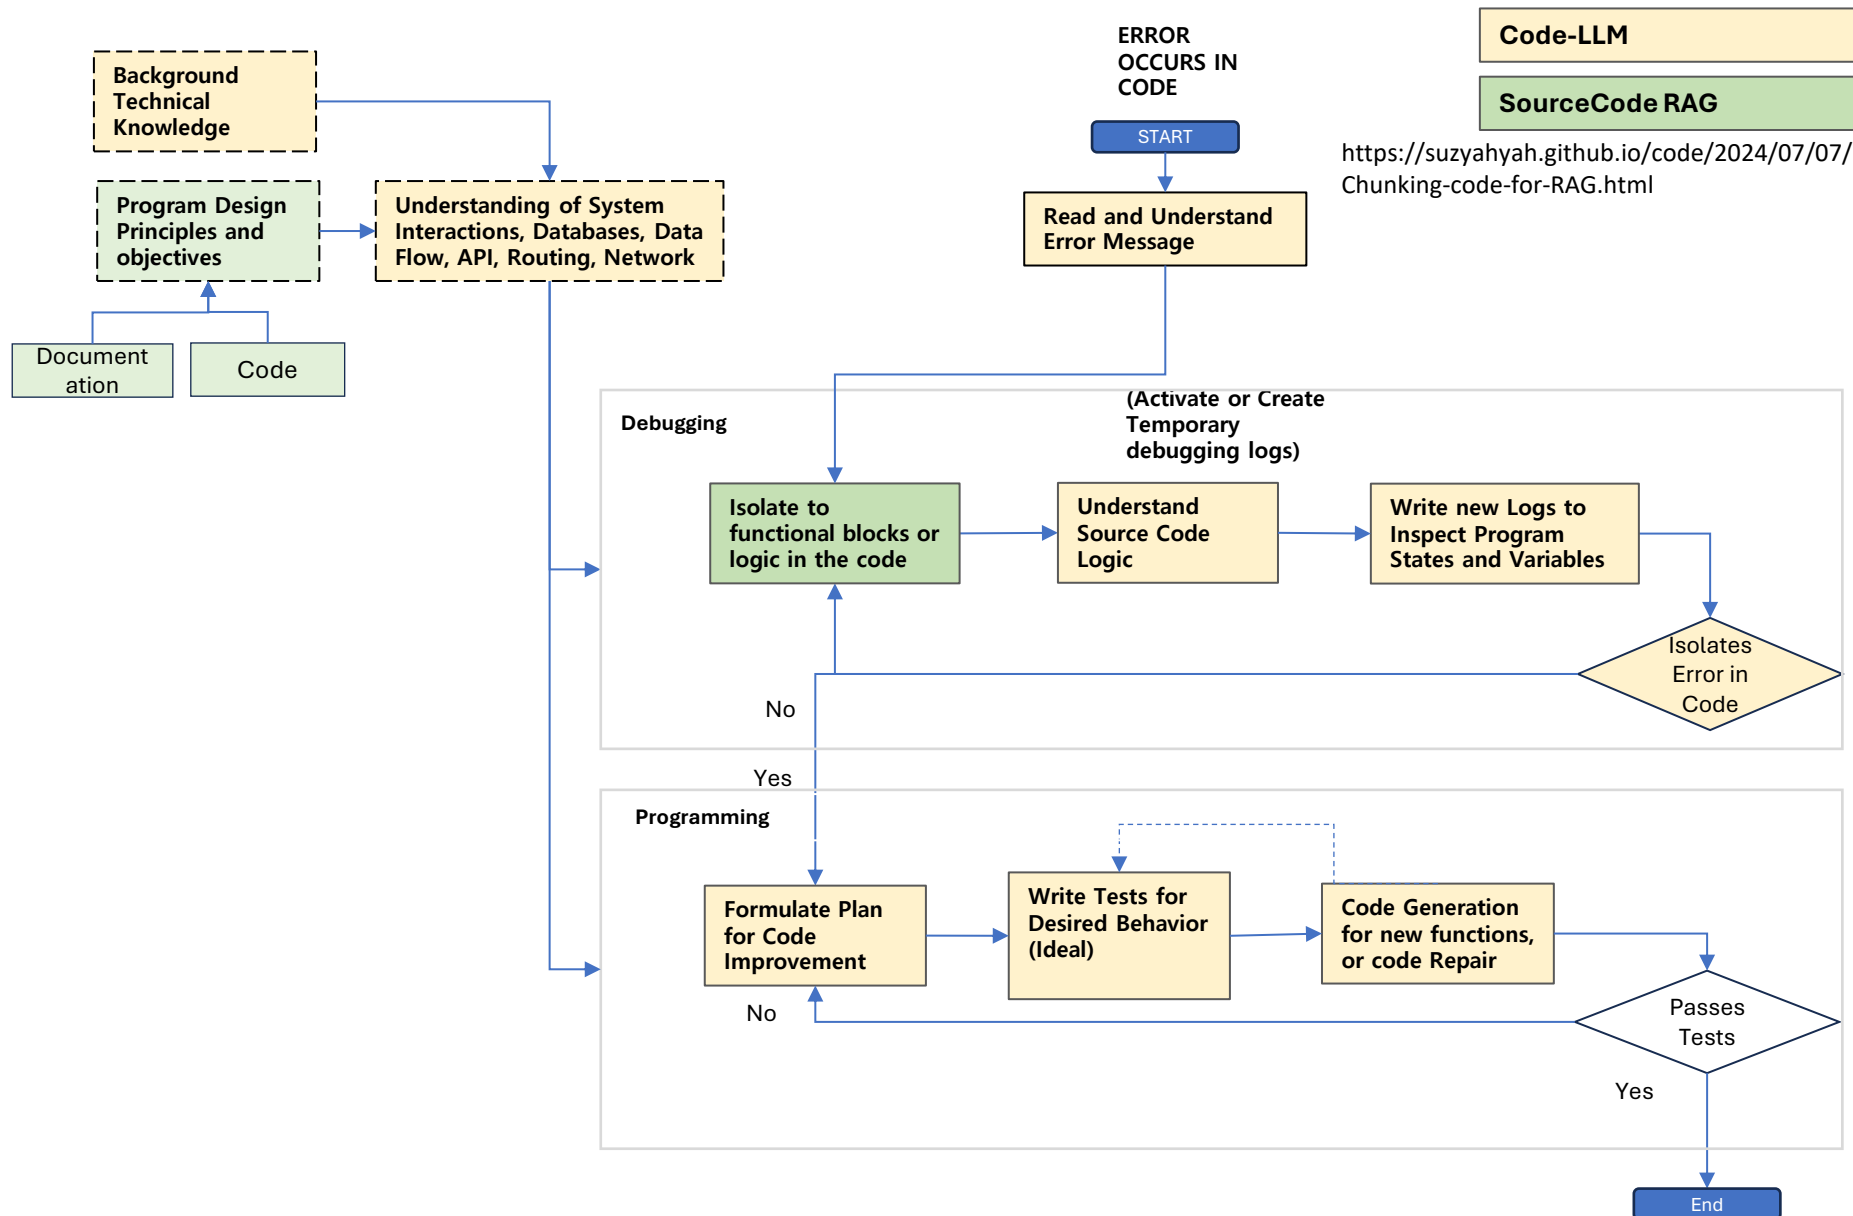 ERROR
OCCURS IN
CODE
Code-LLM
SourceCode RAG
https://suzyahyah.github.io/code/2024/07/07/
Chunking-code-for-RAG.html
Background
Technical
Knowledge
START
Program Design
Principles and
objectives
Understanding of System
Interactions, Databases, Data
Flow, API, Routing, Network
Read and Understand
Error Message
Document
ation
Code
Debugging
(Activate or Create
Temporary
debugging logs)
Isolate to
functional blocks or
logic in the code
Understand
Source Code
Logic
Write new Logs to
Inspect Program
States and Variables
Isolates
Error in
Code
No
Yes
Programming
Formulate Plan
for Code
Improvement
Write Tests for
Desired Behavior
(Ideal)
Code Generation
for new functions,
or code Repair
No
Passes
Tests
Yes
End